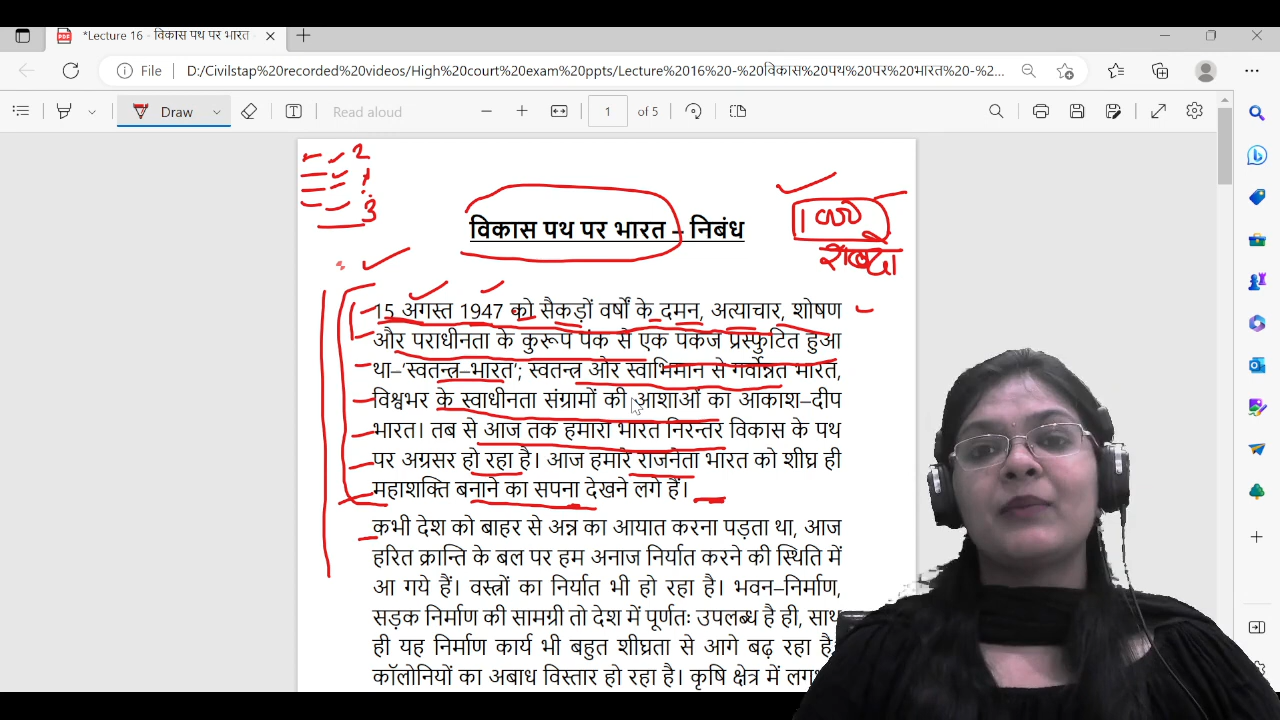 *Lecture 16 - विकास पथ पर भारत -
File
D:/Civilstap%20recorded%20videos/High%20court%20exam%20ppts/Lecture%2016%20-%20विकास%20पथ%20पर%20भारत%20-%2...
Draw
Read aloud
1 of 5
2
3
1000
विकास पथ पर भारत – निबंध
15 अगस्त 1947 को सैकड़ों वर्षों के दमन, अत्याचार, शोषण
और पराधीनता के कुरूप पंक से एक पंकज प्रस्फुटित हुआ
था–‘स्वतन्त्र–भारत’; स्वतन्त्र और स्वाभिमान से गर्वोन्नत भारत,
विश्वभर के स्वाधीनता संग्रामों की आशाओं का आकाश–दीप
भारत। तब से आज तक हमारा भारत निरन्तर विकास के पथ
पर अग्रसर हो रहा है। आज हमारे राजनेता भारत को शीघ्र ही
महाशक्ति बनाने का सपना देखने लगे हैं।
कभी देश को बाहर से अन्न का आयात करना पड़ता था, आज
हरित क्रान्ति के बल पर हम अनाज निर्यात करने की स्थिति में
आ गये हैं। वस्त्रों का निर्यात भी हो रहा है। भवन–निर्माण,
सड़क निर्माण की सामग्री तो देश में पूर्णतः उपलब्ध है ही, साथ
ही यह निर्माण कार्य भी बहुत शीघ्रता से आगे बढ़ रहा है
कॉलोनियों का अबाध विस्तार हो रहा है। कृषि क्षेत्र में